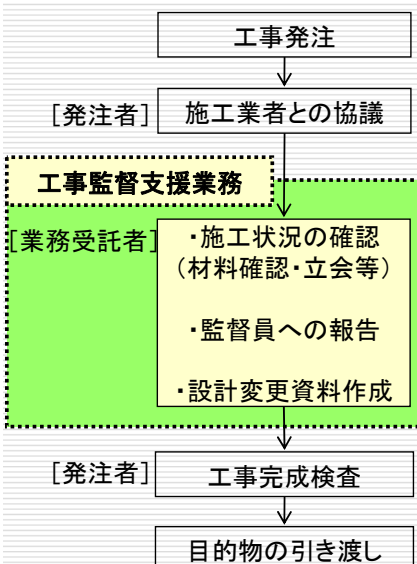 工事発注
[発注者]
施工業者との協議
工事監督支援業務
[業務受託者]
・施工状況の確認
(材料確認・立会等)
・監督員への報告
・設計変更資料作成
[発注者]
工事完成検査
目的物の引き渡し